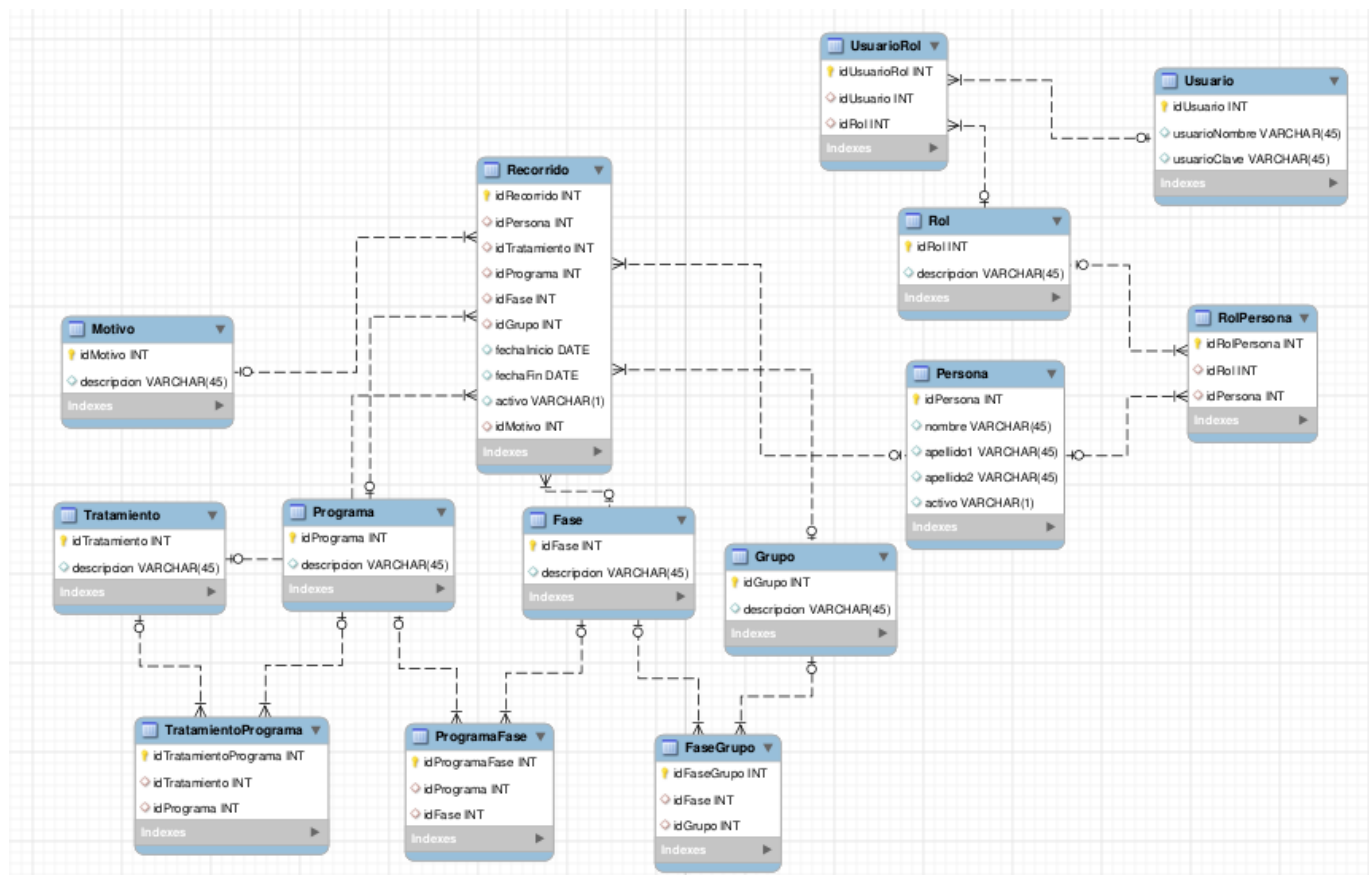 UsuarioRol
idUsuarioRol INT
idUsuario INT
idRol INT
Indexes
Usuario
idUsuario INT
usuarioNombre VARCHAR(45)
usuarioClave VARCHAR(45)
Indexes
Recorrido
idRecorrido INT
idPersona INT
idTratamiento INT
idPrograma INT
idFase INT
idGrupo INT
fechaInicio DATE
fechaFin DATE
activo VARCHAR(1)
idMotivo INT
Indexes
Rol
idRol INT
descripcion VARCHAR(45)
Indexes
RolPersona
idRolPersona INT
idRol INT
idPersona INT
Indexes
Motivo
idMotivo INT
descripcion VARCHAR(45)
Indexes
Persona
idPersona INT
nombre VARCHAR(45)
apellido1 VARCHAR(45)
apellido2 VARCHAR(45)
activo VARCHAR(1)
Indexes
Tratamiento
idTratamiento INT
descripcion VARCHAR(45)
Indexes
Programa
idPrograma INT
descripcion VARCHAR(45)
Indexes
Fase
idFase INT
descripcion VARCHAR(45)
Indexes
Grupo
idGrupo INT
descripcion VARCHAR(45)
Indexes
TratamientoPrograma
idTratamientoPrograma INT
idTratamiento INT
idPrograma INT
Indexes
ProgramaFase
idProgramaFase INT
idPrograma INT
idFase INT
Indexes
FaseGrupo
idFaseGrupo INT
idFase INT
idGrupo INT
Indexes